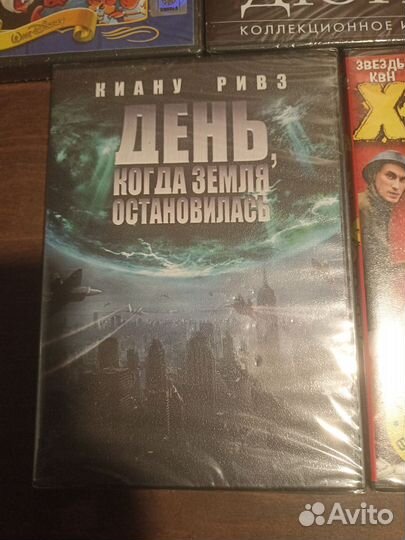 КОЛЛЕКЦИОННОЕ И
ЗВЕЗДЫ
КВН
КИАНУ РИВЗ
ДЕНЬ,
КОГДА ЗЕМЛЯ
ОСТАНОВИЛАСЬ
Avito